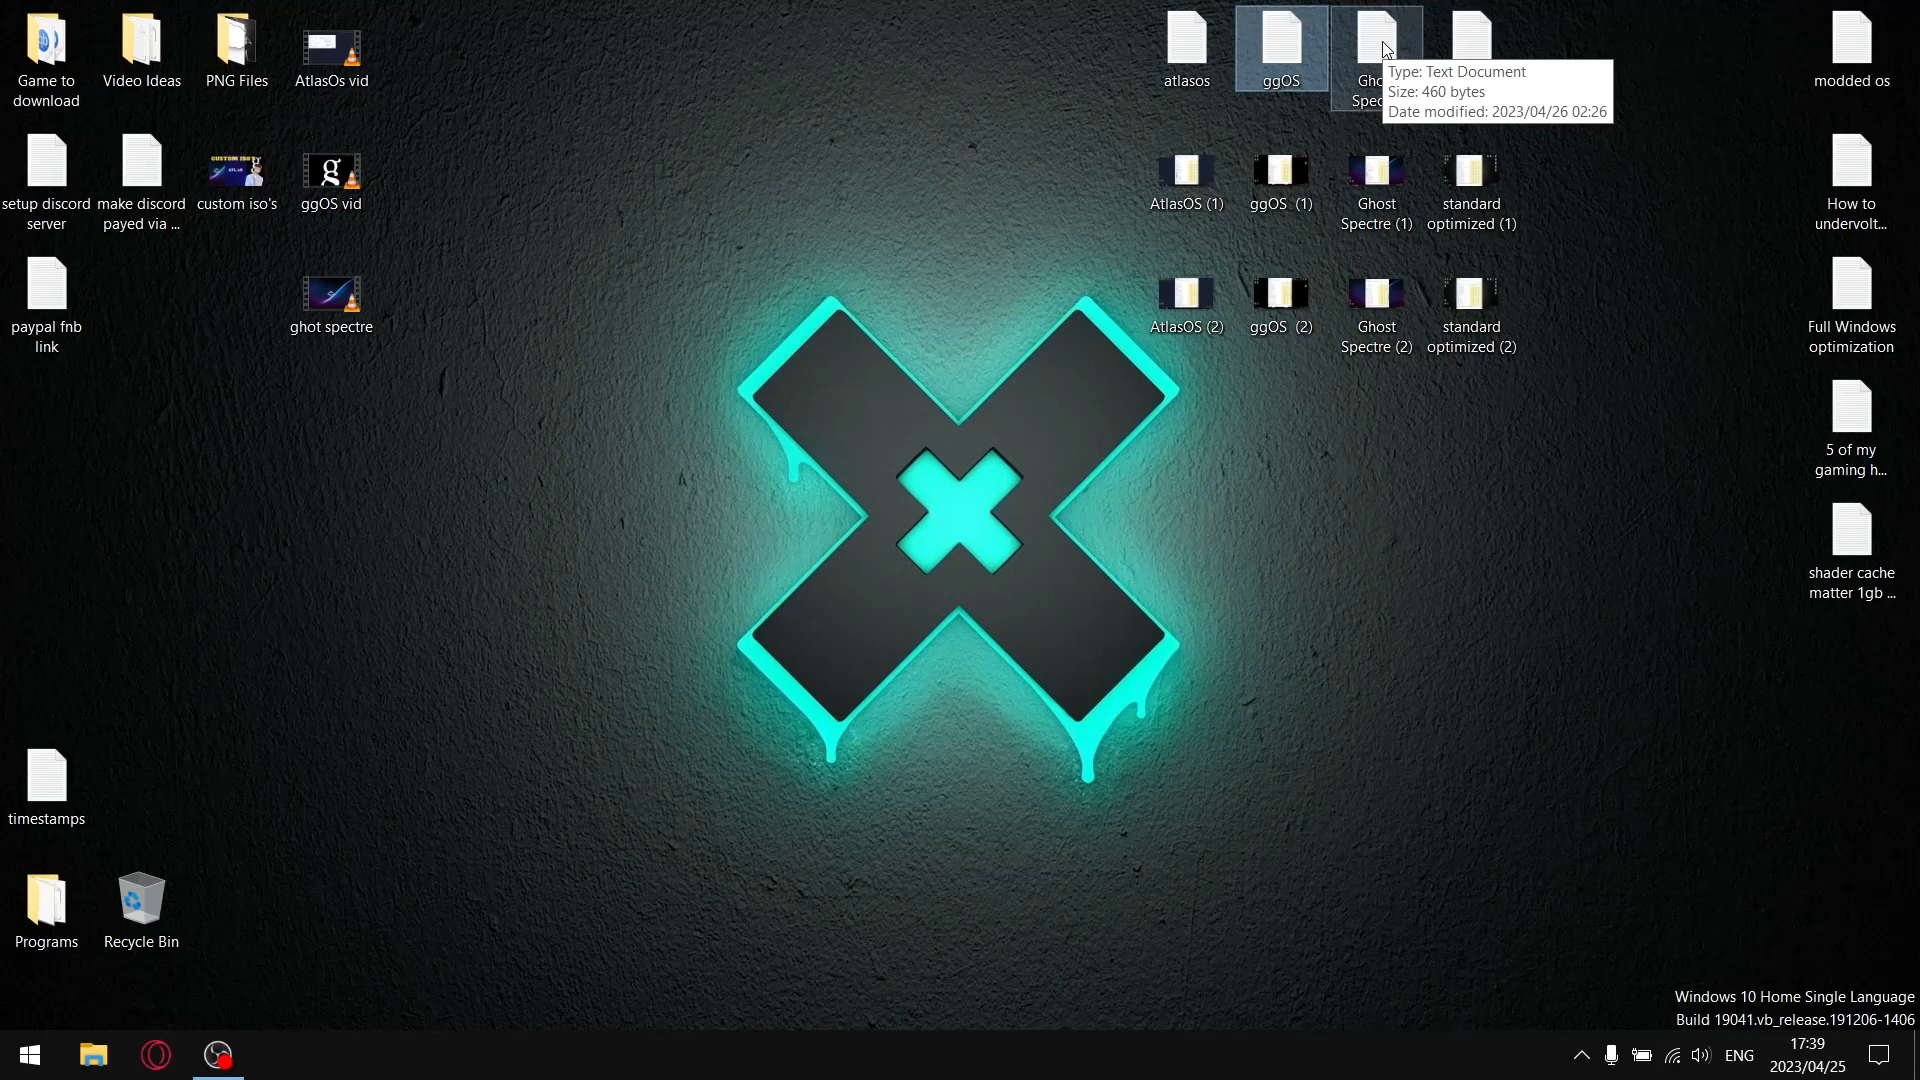 Game to
download
Video Ideas
PNG Files
AtlasOs vid
atlasos
ggOS
Gho
Spec
Type: Text Document
Size: 460 bytes
Date modified: 2023/04/26 02:26
modded os
setup discord
server
make discord
payed via ...
CUSTOM ISO'S
custom iso's
g
ggOS vid
AtlasOS (1)
ggOS (1)
Ghost
Spectre (1)
standard
optimized (1)
How to
undervolt...
paypal fnb
link
ghot spectre
AtlasOS (2)
ggOS (2)
Ghost
Spectre (2)
standard
optimized (2)
Full Windows
optimization
5 of my
gaming h...
shader cache
matter 1gb ...
timestamps
Programs
Recycle Bin
Windows 10 Home Single Language
Build 19041.vb_release.191206-1406
ENG
17:39
2023/04/25